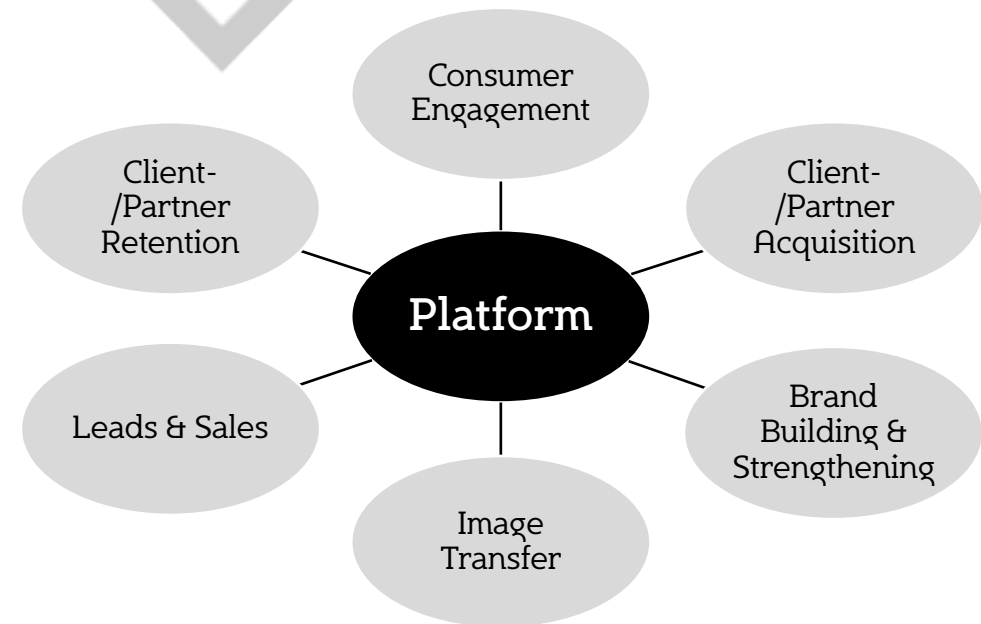 Consumer
Engagement
Client-
/Partner
Retention
Client-
/Partner
Acquisition
Platform
Leads & Sales
Brand
Building &
Strengthening
Image
Transfer